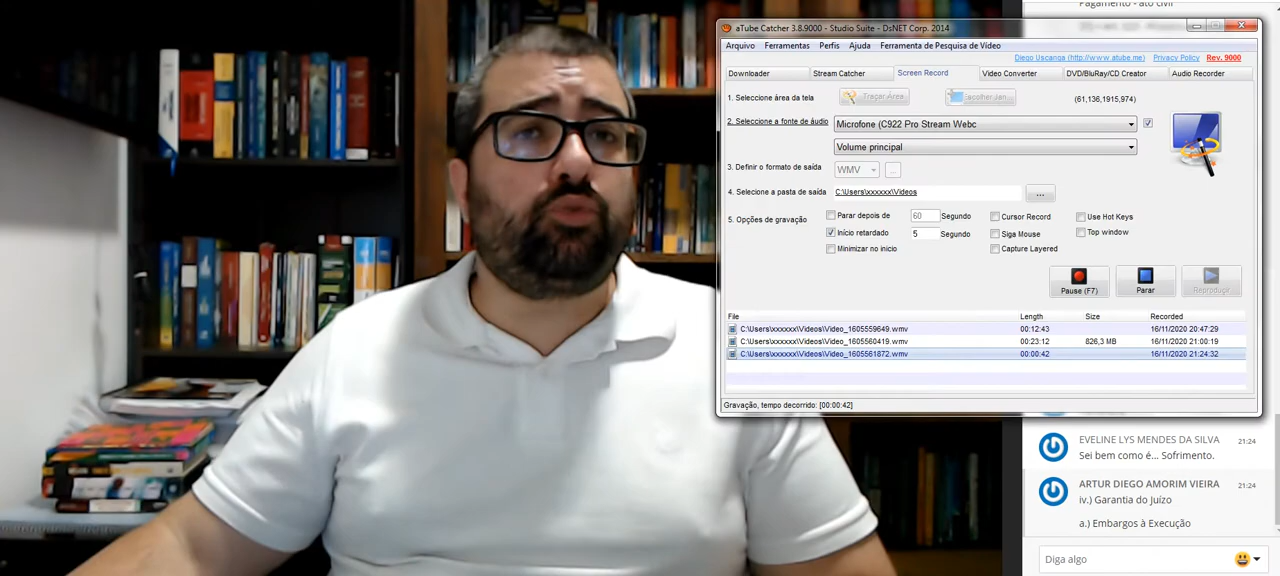 Pagamento - ato civil
aTube Catcher 3.8.9000 - Studio Suite - DsNET Corp. 2014
Arquivo Ferramentas Perfis Ajuda Ferramenta de Pesquisa de Vídeo
Diego Uscanga (http://www.atube.me) Privacy Policy Rev. 9000
Downloader Stream Catcher Screen Record Video Converter DVD/BluRay/CD Creator Audio Recorder
1. Seleccione área da tela Traçar Área Escolher Jan (61,136,1915,974)
2. Seleccione a fonte de áudio Microfone (C922 Pro Stream Webc
Volume principal
3. Definir o formato de saída WMV ...
4. Selecione a pasta de saída C:\Users\xxxxxx\Videos ...
5. Opções de gravação Parar depois de 60 Segundo Cursor Record Use Hot Keys
Início retardado 5 Segundo Siga Mouse Top window
Minimizar no início Capture Layered
Pause (F7) Parar Reproduzir
File Length Size Recorded
C:\Users\xxxxxx\Videos\Video_1605559649.wmv 00:12:43 16/11/2020 20:47:29
C:\Users\xxxxxx\Videos\Video_1605560419.wmv 00:23:12 826,3 MB 16/11/2020 21:00:19
C:\Users\xxxxxx\Videos\Video_1605561872.wmv 00:00:42 16/11/2020 21:24:32
Gravação, tempo decorrido: [00:00:42]
EVELINE LYS MENDES DA SILVA 21:24
Sei bem como é... Sofrimento.
ARTUR DIEGO AMORIM VIEIRA 21:24
iv.) Garantia do Juízo
a.) Embargos à Execução
Diga algo